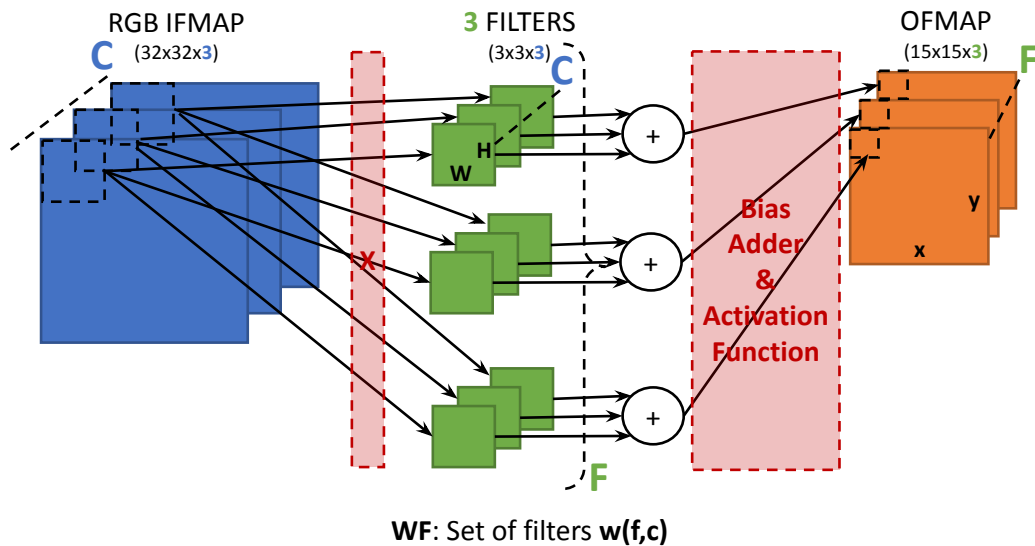 RGB IFMAP
(32x32x3)
C
3 FILTERS
(3x3x3)
C
OFMAP
(15x15x3)
F
H
W
+
X
+
Bias
Adder
&
Activation
Function
y
x
+
F
WF: Set of filters w(f,c)